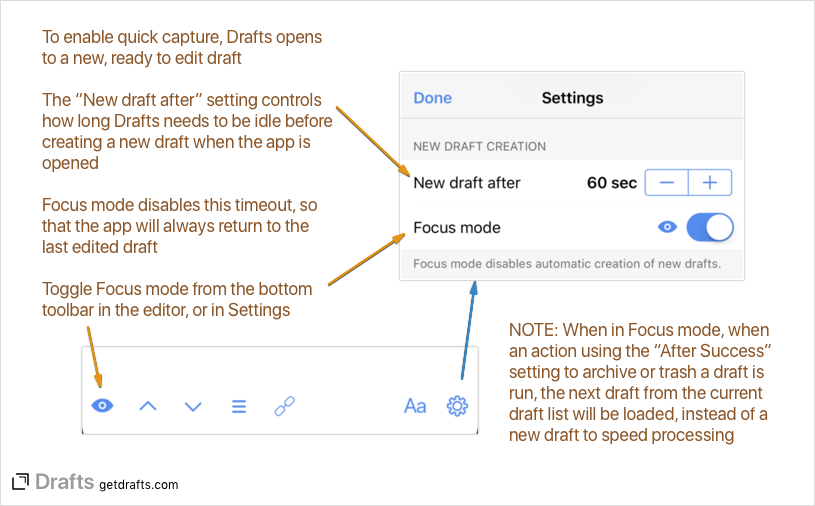 To enable quick capture, Drafts opens
to a new, ready to edit draft
The “New draft after” setting controls
how long Drafts needs to be idle before
creating a new draft when the app is
opened
Focus mode disables this timeout, so
that the app will always return to the
last edited draft
Toggle Focus mode from the bottom
toolbar in the editor, or in Settings
Done Settings
NEW DRAFT CREATION
New draft after 60 sec
Focus mode
Focus mode disables automatic creation of new drafts.
Aa
NOTE: When in Focus mode, when
an action using the “After Success”
setting to archive or trash a draft is
run, the next draft from the current
draft list will be loaded, instead of a
new draft to speed processing
Drafts getdrafts.com